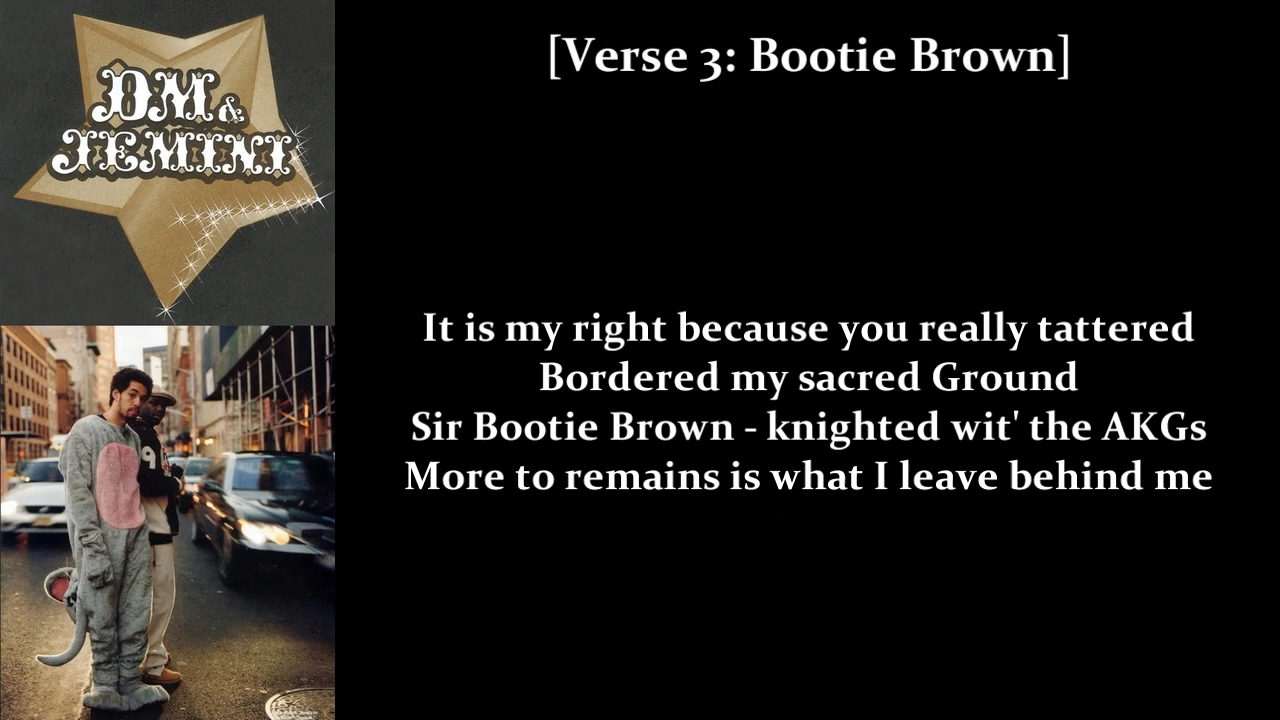 DM &
JEMINI
[Verse 3: Bootie Brown]
It is my right because you really tattered
Bordered my sacred Ground
Sir Bootie Brown - knighted wit' the AKGs
More to remains is what I leave behind me